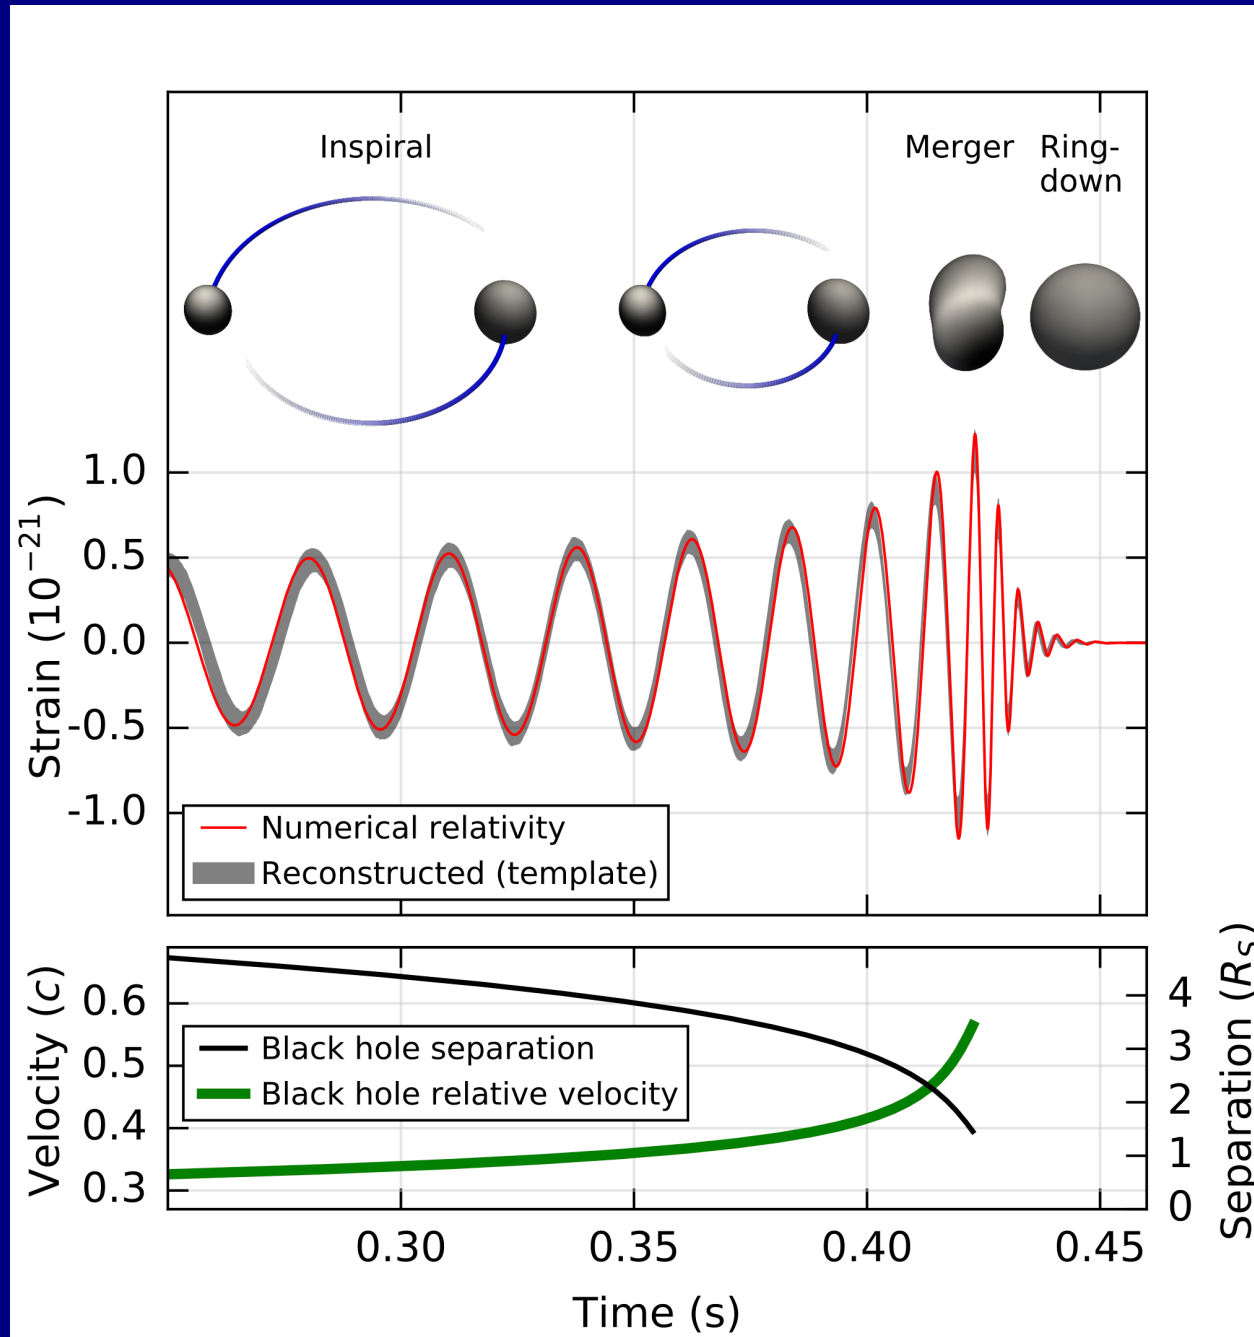 Inspiral
Merger
Ring-
down
Strain (10⁻²¹)
1.0
0.5
0.0
-0.5
-1.0
Numerical relativity
Reconstructed (template)
Velocity (c)
0.6
0.5
0.4
0.3
Black hole separation
Black hole relative velocity
4
3
2
1
0
Separation (R_S)
0.30
0.35
0.40
0.45
Time (s)